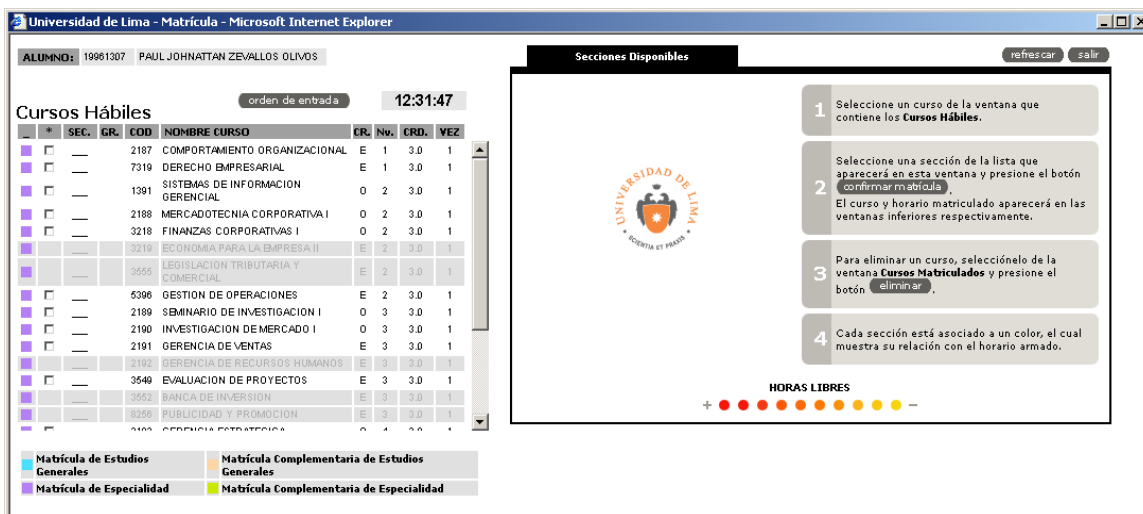 Universidad de Lima - Matrícula - Microsoft Internet Explorer
ALUMNO: 19961307 PAUL JOHNATTAN ZEVALLOS OLIVOS
Secciones Disponibles
refrescar salir
orden de entrada 12:31:47
Cursos Hábiles
_ * SEC. GR. COD NOMBRE CURSO CR. Nv. CRD. VEZ
2187 COMPORTAMIENTO ORGANIZACIONAL E 1 3.0 1
7319 DERECHO EMPRESARIAL E 1 3.0 1
1391 SISTEMAS DE INFORMACION GERENCIAL O 2 3.0 1
2188 MERCADOTECNIA CORPORATIVA I O 2 3.0 1
3218 FINANZAS CORPORATIVAS I O 2 3.0 1
3219 ECONOMIA PARA LA EMPRESA II E 2 3.0 1
3555 LEGISLACION TRIBUTARIA Y COMERCIAL E 2 3.0 1
5396 GESTION DE OPERACIONES E 2 3.0 1
2189 SEMINARIO DE INVESTIGACION I O 3 3.0 1
2190 INVESTIGACION DE MERCADO I O 3 3.0 1
2191 GERENCIA DE VENTAS E 3 3.0 1
2192 GERENCIA DE RECURSOS HUMANOS E 3 3.0 1
3549 EVALUACION DE PROYECTOS E 3 3.0 1
3552 BANCA DE INVERSION E 3 3.0 1
8256 PUBLICIDAD Y PROMOCION E 3 3.0 1
2193 GERENCIA ESTRATEGICA O 4 3.0 1
Matrícula de Estudios Generales
Matrícula Complementaria de Estudios Generales
Matrícula de Especialidad
Matrícula Complementaria de Especialidad
UNIVERSIDAD DE LIMA
SCIENTIA ET PRAXIS
1 Seleccione un curso de la ventana que
contiene los Cursos Hábiles.
2 Seleccione una sección de la lista que
aparecerá en esta ventana y presione el botón
confirmar matrícula .
El curso y horario matriculado aparecerá en las
ventanas inferiores respectivamente.
3 Para eliminar un curso, selecciónelo de la
ventana Cursos Matriculados y presione el
botón eliminar .
4 Cada sección está asociado a un color, el cual
muestra su relación con el horario armado.
HORAS LIBRES
+ −